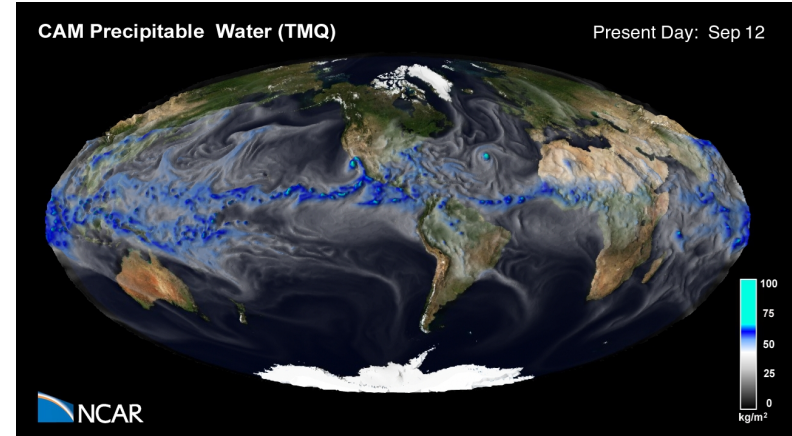 CAM Precipitable Water (TMQ)
Present Day: Sep 12
100
75
50
25
0
kg/m²
NCAR